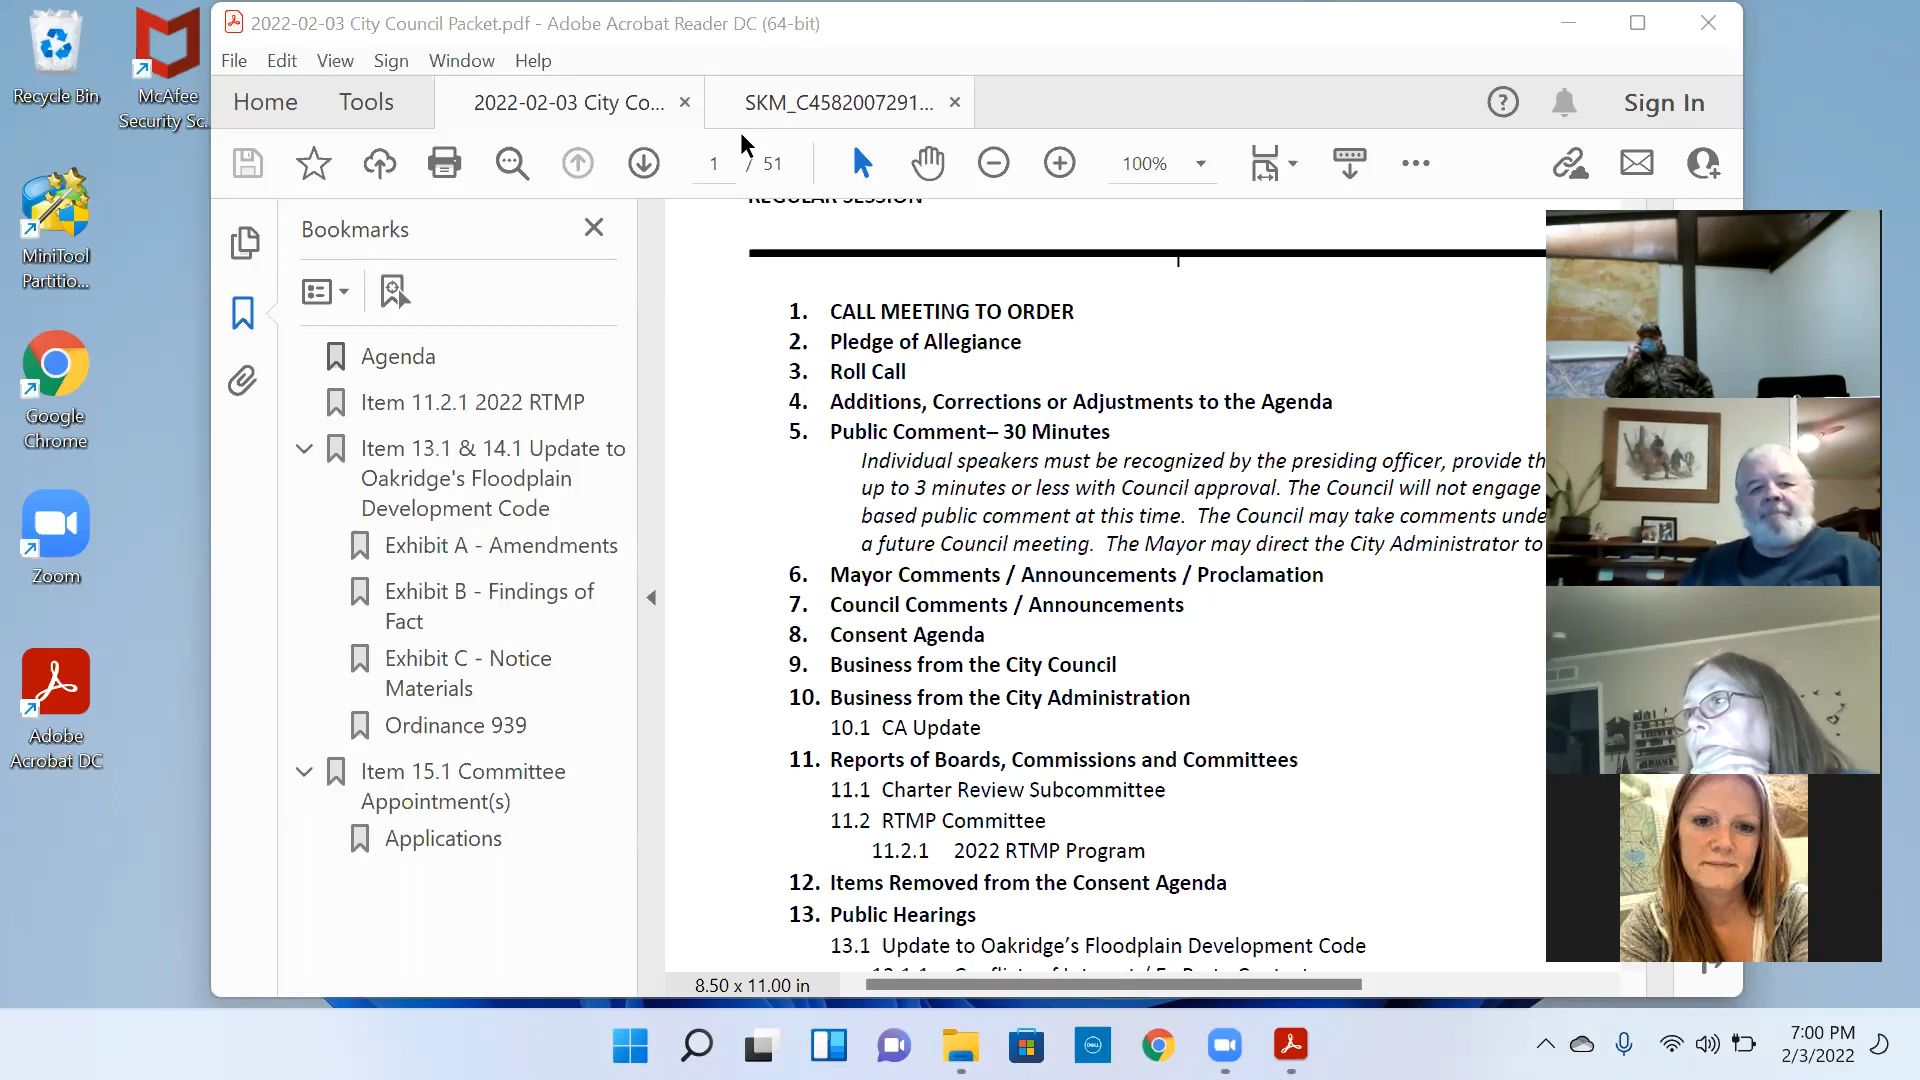 2022-02-03 City Council Packet.pdf - Adobe Acrobat Reader DC (64-bit)
File Edit View Sign Window Help
Home Tools 2022-02-03 City Co... SKM_C4582007291... Sign In
1 / 51 100%
Recycle Bin
McAfee
Security Sc...
MiniTool
Partitio...
Google
Chrome
Zoom
Adobe
Acrobat DC
Bookmarks
Agenda
Item 11.2.1 2022 RTMP
Item 13.1 & 14.1 Update to
Oakridge's Floodplain
Development Code
Exhibit A - Amendments
Exhibit B - Findings of
Fact
Exhibit C - Notice
Materials
Ordinance 939
Item 15.1 Committee
Appointment(s)
Applications
REGULAR SESSION
1. CALL MEETING TO ORDER
2. Pledge of Allegiance
3. Roll Call
4. Additions, Corrections or Adjustments to the Agenda
5. Public Comment– 30 Minutes
Individual speakers must be recognized by the presiding officer, provide th
up to 3 minutes or less with Council approval. The Council will not engage
based public comment at this time. The Council may take comments unde
a future Council meeting. The Mayor may direct the City Administrator to
6. Mayor Comments / Announcements / Proclamation
7. Council Comments / Announcements
8. Consent Agenda
9. Business from the City Council
10. Business from the City Administration
10.1 CA Update
11. Reports of Boards, Commissions and Committees
11.1 Charter Review Subcommittee
11.2 RTMP Committee
11.2.1 2022 RTMP Program
12. Items Removed from the Consent Agenda
13. Public Hearings
13.1 Update to Oakridge’s Floodplain Development Code
8.50 x 11.00 in
7:00 PM
2/3/2022